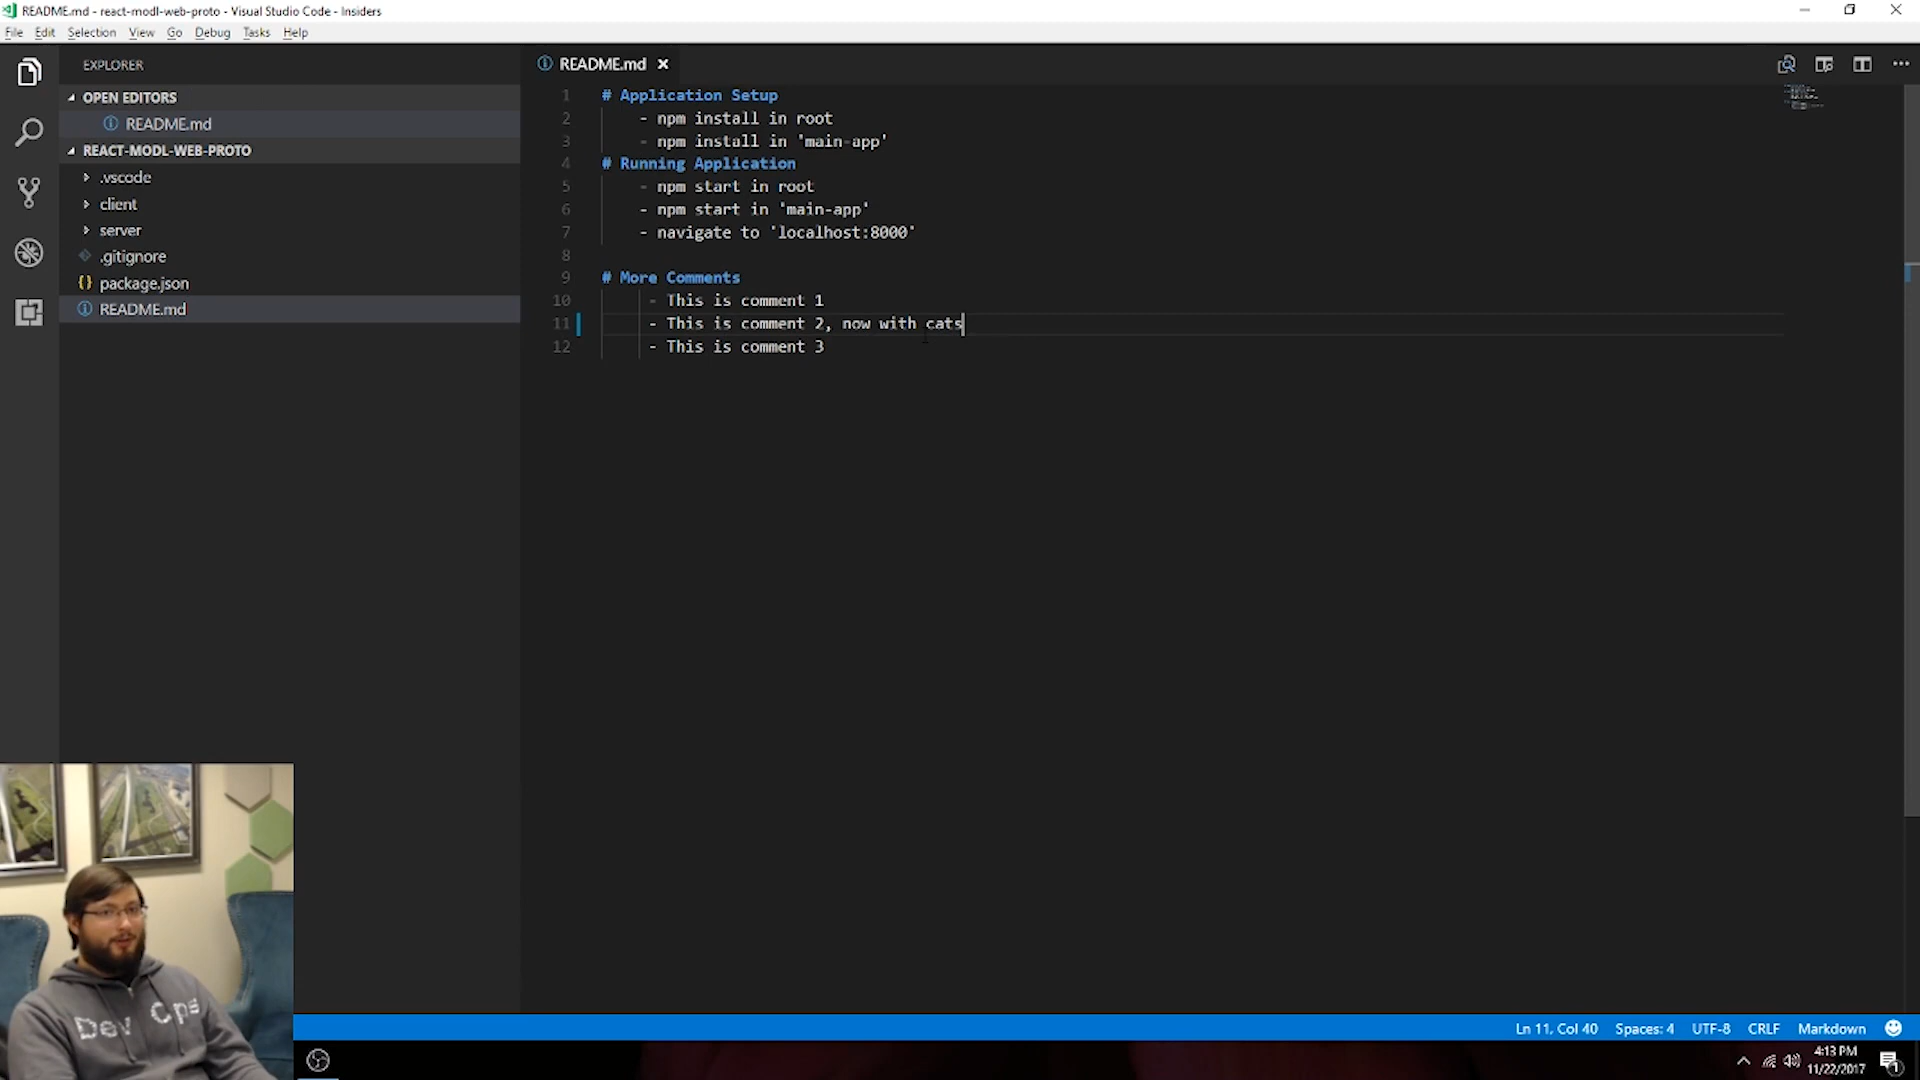 README.md - react-modl-web-proto - Visual Studio Code - Insiders
File Edit Selection View Go Debug Tasks Help
EXPLORER
OPEN EDITORS
README.md
REACT-MODL-WEB-PROTO
.vscode
client
server
.gitignore
{} package.json
README.md
README.md
1 # Application Setup
2 - npm install in root
3 - npm install in 'main-app'
4 # Running Application
5 - npm start in root
6 - npm start in 'main-app'
7 - navigate to 'localhost:8000'
8
9 # More Comments
10 - This is comment 1
11 - This is comment 2, now with cats
12 - This is comment 3
Dev Ops
Ln 11, Col 40 Spaces: 4 UTF-8 CRLF Markdown
4:13 PM
11/22/2017
1